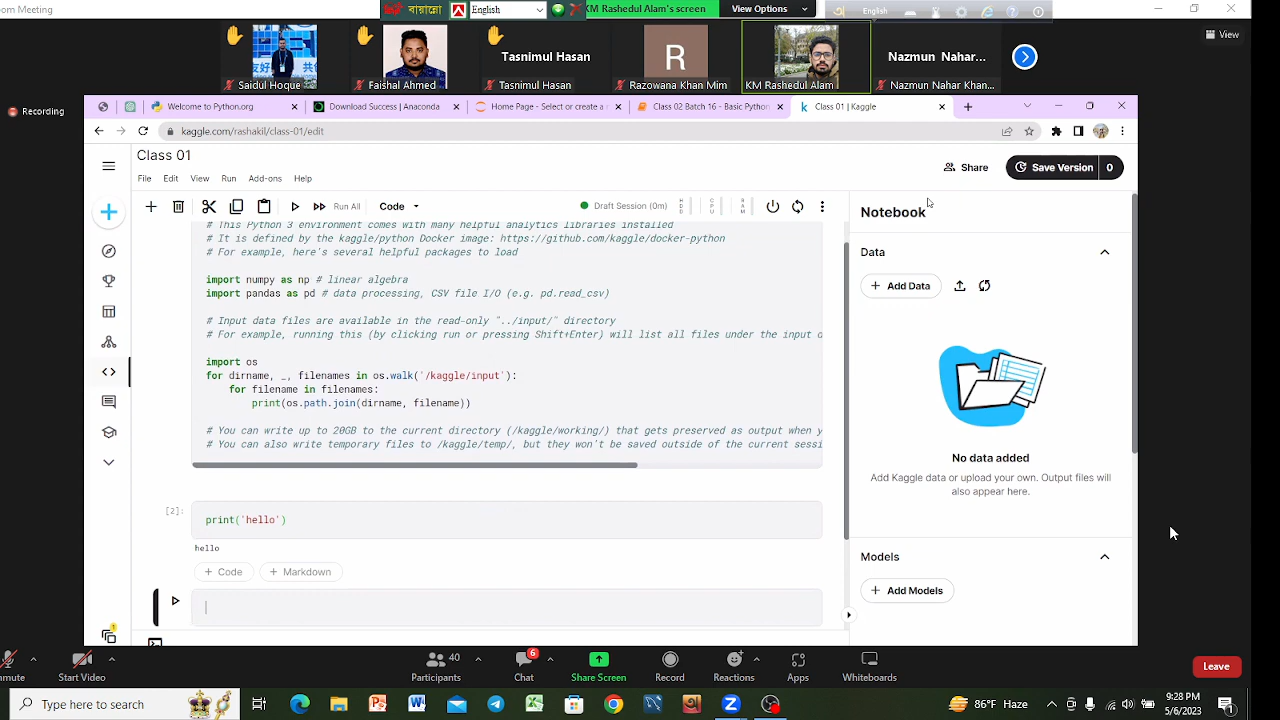 oom Meeting
বায়ান্নো
English
KM Rashedul Alam's screen
View Options
English
View
Tasnimul Hasan
R
Nazmun Nahar...
Saidul Hoque
Faishal Ahmed
Tasnimul Hasan
Razowana Khan Mim
KM Rashedul Alam
Nazmun Nahar Khan...
Recording
Welcome to Python.org
Download Success | Anaconda
Home Page - Select or create a n
Class 02 Batch 16 - Basic Python
Class 01 | Kaggle
kaggle.com/rashakil/class-01/edit
Class 01
File Edit View Run Add-ons Help
Share
Save Version 0
Run All
Code
Draft Session (0m)
HDD
CPU
RAM
Notebook
# This Python 3 environment comes with many helpful analytics libraries installed
# It is defined by the kaggle/python Docker image: https://github.com/kaggle/docker-python
# For example, here's several helpful packages to load
import numpy as np # linear algebra
import pandas as pd # data processing, CSV file I/O (e.g. pd.read_csv)
# Input data files are available in the read-only "../input/" directory
# For example, running this (by clicking run or pressing Shift+Enter) will list all files under the input d
import os
for dirname, _, filenames in os.walk('/kaggle/input'):
for filename in filenames:
print(os.path.join(dirname, filename))
# You can write up to 20GB to the current directory (/kaggle/working/) that gets preserved as output when y
# You can also write temporary files to /kaggle/temp/, but they won't be saved outside of the current sessi
[2]:
print('hello')
hello
+ Code
+ Markdown
Data
+ Add Data
No data added
Add Kaggle data or upload your own. Output files will
also appear here.
Models
+ Add Models
1
mute
Start Video
40
Participants
6
Chat
Share Screen
Record
Reactions
Apps
Whiteboards
Leave
Type here to search
86°F Haze
9:28 PM
5/6/2023
1